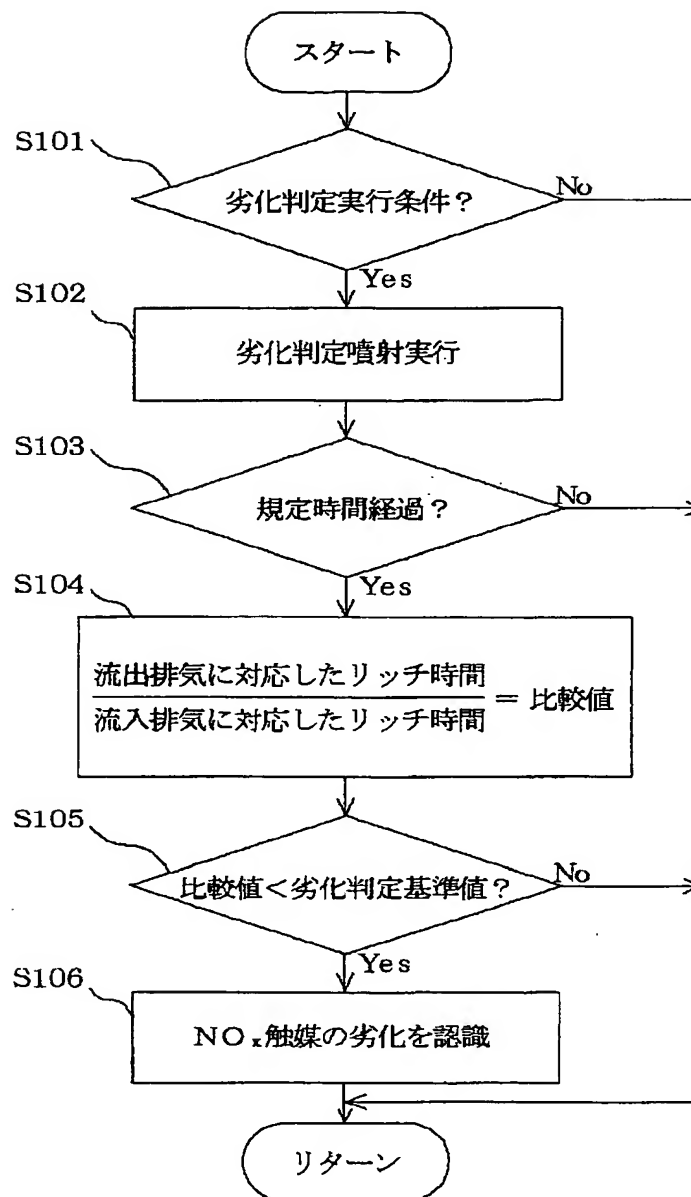 スタート
S101
劣化判定実行条件？
No
Yes
S102
劣化判定噴射実行
S103
規定時間経過？
No
Yes
S104
流出排気に対応したリッチ時間
流入排気に対応したリッチ時間
＝ 比較値
S105
比較値＜劣化判定基準値？
No
Yes
S106
ＮＯx触媒の劣化を認識
リターン